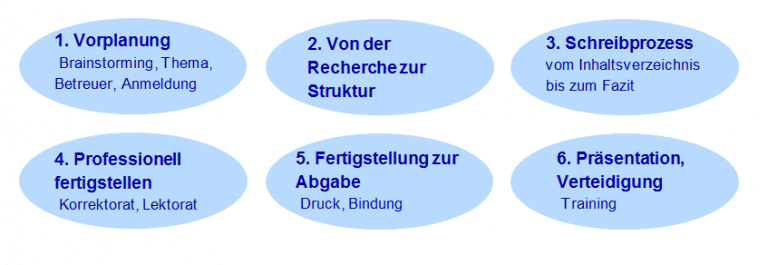 1. Vorplanung
Brainstorming, Thema,
Betreuer, Anmeldung
2. Von der
Recherche zur
Struktur
3. Schreibprozess
vom Inhaltsverzeichnis
bis zum Fazit
4. Professionell
fertigstellen
Korrektorat, Lektorat
5. Fertigstellung zur
Abgabe
Druck, Bindung
6. Präsentation,
Verteidigung
Training